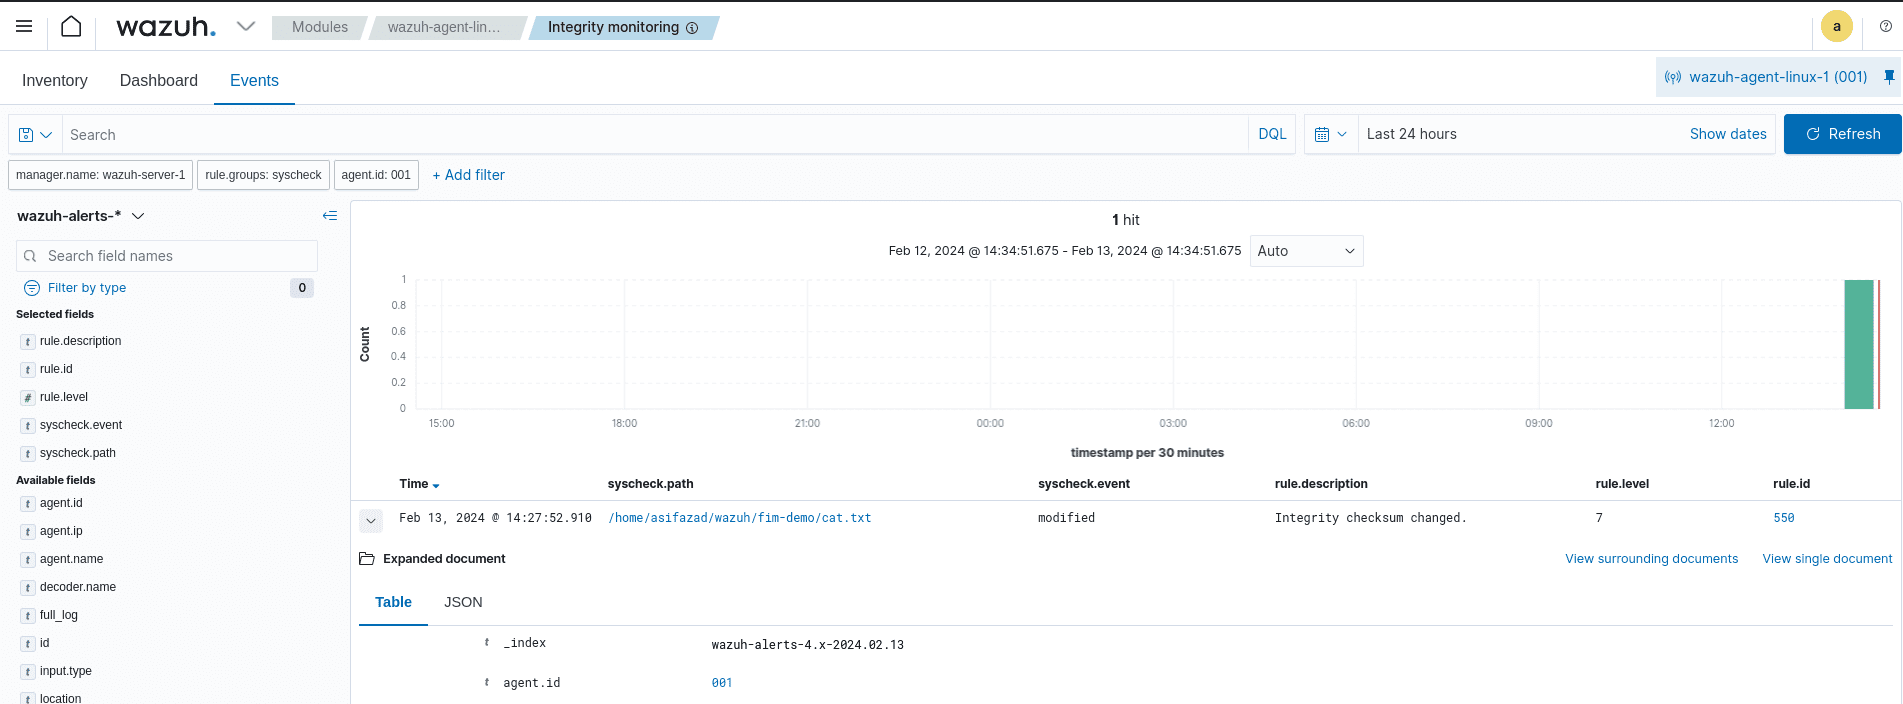 wazuh. Modules wazuh-agent-lin... Integrity monitoring a
Inventory Dashboard Events wazuh-agent-linux-1 (001)
Search DQL Last 24 hours Show dates Refresh
manager.name: wazuh-server-1 rule.groups: syscheck agent.id: 001 + Add filter
wazuh-alerts-*
Search field names
Filter by type 0
Selected fields
t rule.description
t rule.id
# rule.level
t syscheck.event
t syscheck.path
Available fields
t agent.id
t agent.ip
t agent.name
t decoder.name
t full_log
t id
t input.type
t location
1 hit
Feb 12, 2024 @ 14:34:51.675 - Feb 13, 2024 @ 14:34:51.675 Auto
Count
1
0.8
0.6
0.4
0.2
0
15:00 18:00 21:00 00:00 03:00 06:00 09:00 12:00
timestamp per 30 minutes
Time syscheck.path syscheck.event rule.description rule.level rule.id
Feb 13, 2024 @ 14:27:52.910 /home/asifazad/wazuh/fim-demo/cat.txt modified Integrity checksum changed. 7 550
Expanded document View surrounding documents View single document
Table JSON
t _index wazuh-alerts-4.x-2024.02.13
t agent.id 001